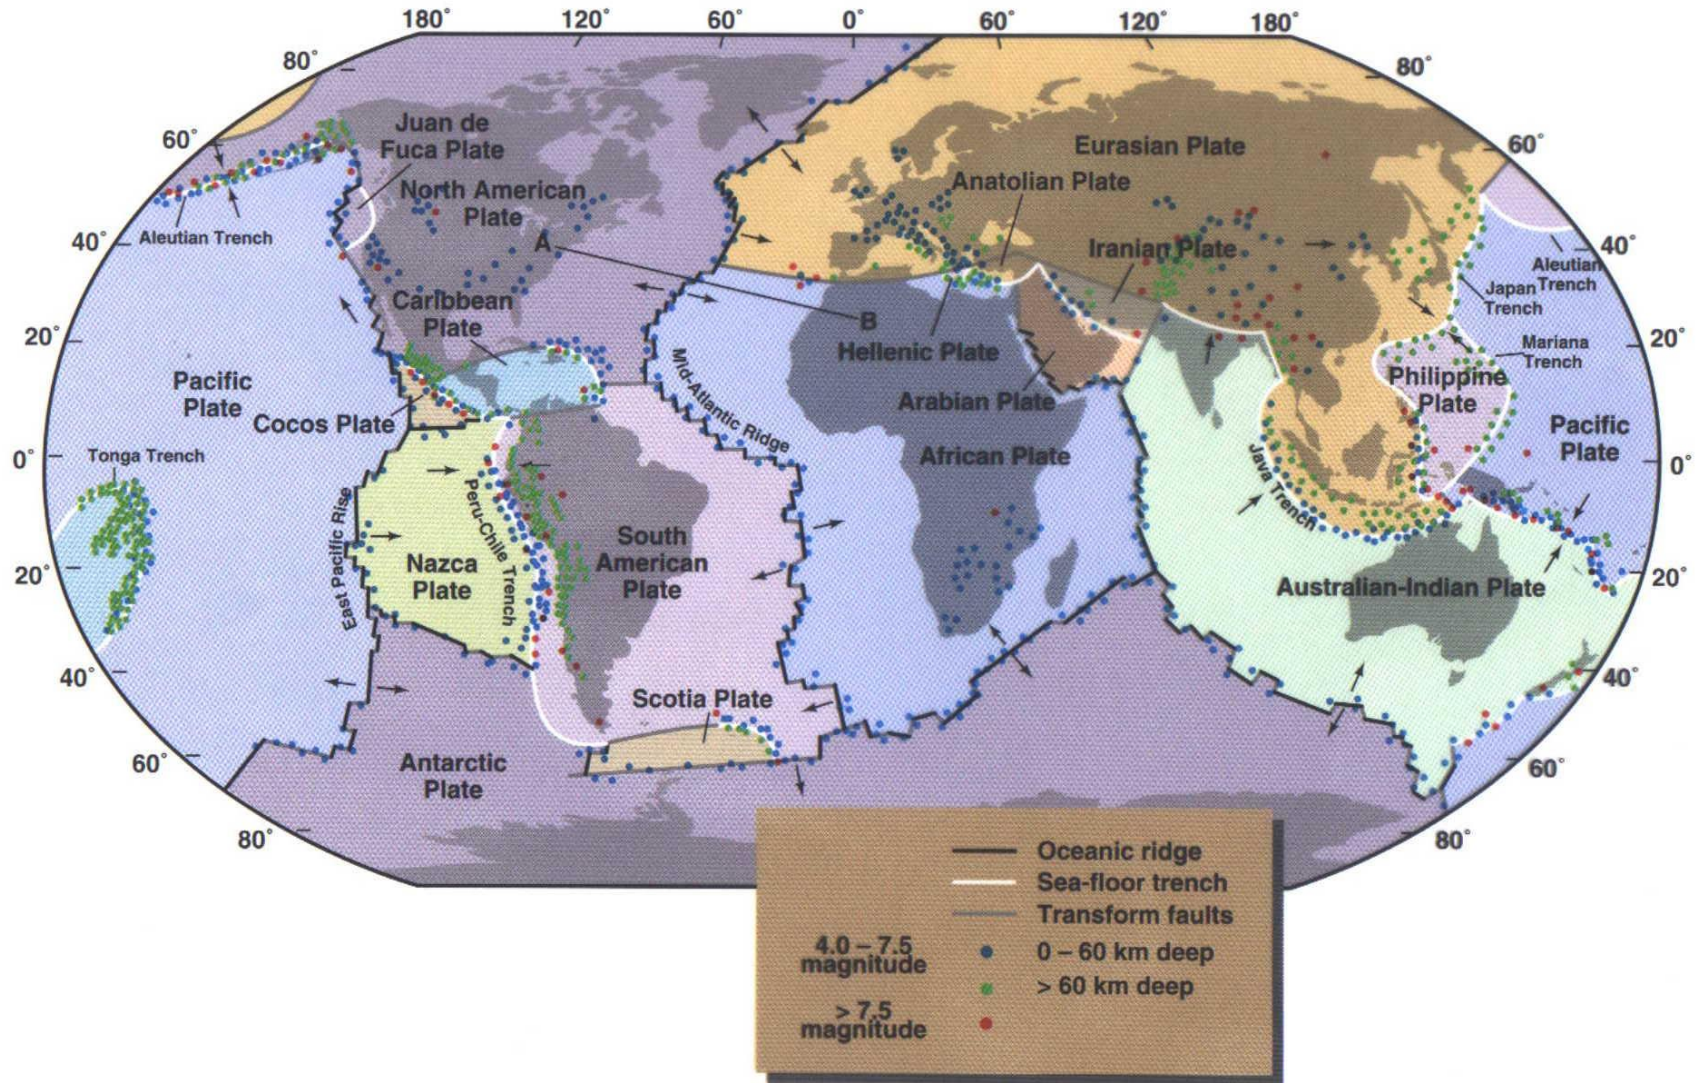 180° 120° 60° 0° 60° 120° 180°
80° 80°
60° 60°
40° 40°
20° 20°
0° 0°
20° 20°
40° 40°
60° 60°
80° 80°
Juan de
Fuca Plate
North American
Plate
Aleutian Trench
A
B
Caribbean
Plate
Pacific
Plate
Cocos Plate
Tonga Trench
East Pacific Rise
Nazca
Plate
Peru-Chile Trench
South
American
Plate
Scotia Plate
Antarctic
Plate
Mid-Atlantic Ridge
Eurasian Plate
Anatolian Plate
Iranian Plate
Hellenic Plate
Arabian Plate
African Plate
Aleutian
Trench
Japan
Trench
Mariana
Trench
Philippine
Plate
Pacific
Plate
Java Trench
Australian-Indian Plate
Oceanic ridge
Sea-floor trench
Transform faults
4.0 – 7.5
magnitude
0 – 60 km deep
> 60 km deep
> 7.5
magnitude